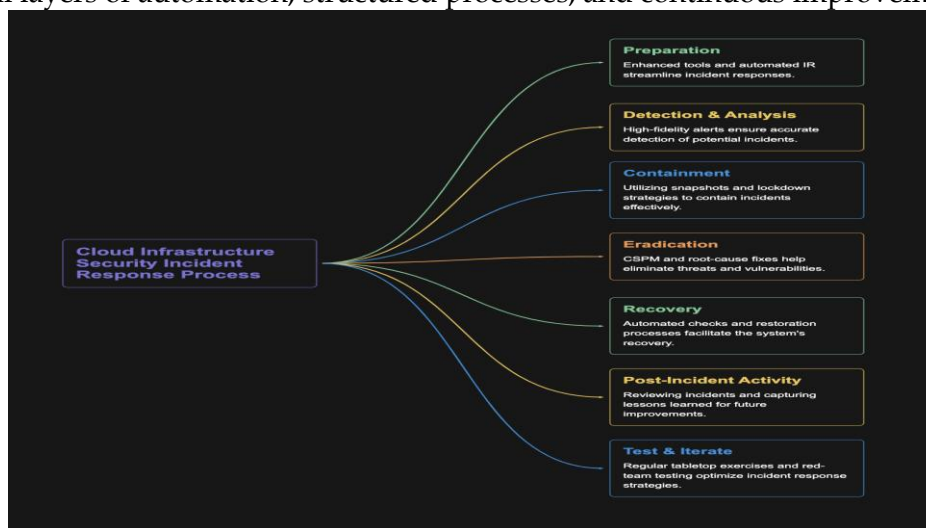 layers of automation, structured processes, and continuous
Cloud Infrastructure
Security Incident
Response Process
Preparation
Enhanced tools and automated IR
streamline incident responses.
Detection & Analysis
High-fidelity alerts ensure accurate
detection of potential incidents.
Containment
Utilizing snapshots and lockdown
strategies to contain incidents
effectively.
Eradication
CSPM and root-cause fixes help
eliminate threats and vulnerabilities.
Recovery
Automated checks and restoration
processes facilitate the system's
recovery.
Post-Incident Activity
Reviewing incidents and capturing
lessons learned for future
improvements.
Test & Iterate
Regular tabletop exercises and red-
team testing optimize incident response
strategies.